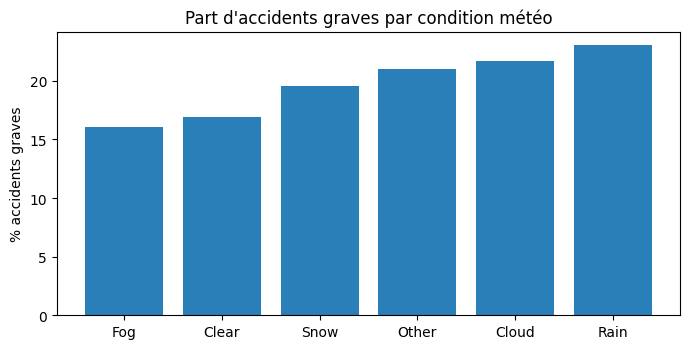 Part d'accidents graves par condition météo
% accidents graves
20
15
10
5
0
Fog Clear Snow Other Cloud Rain